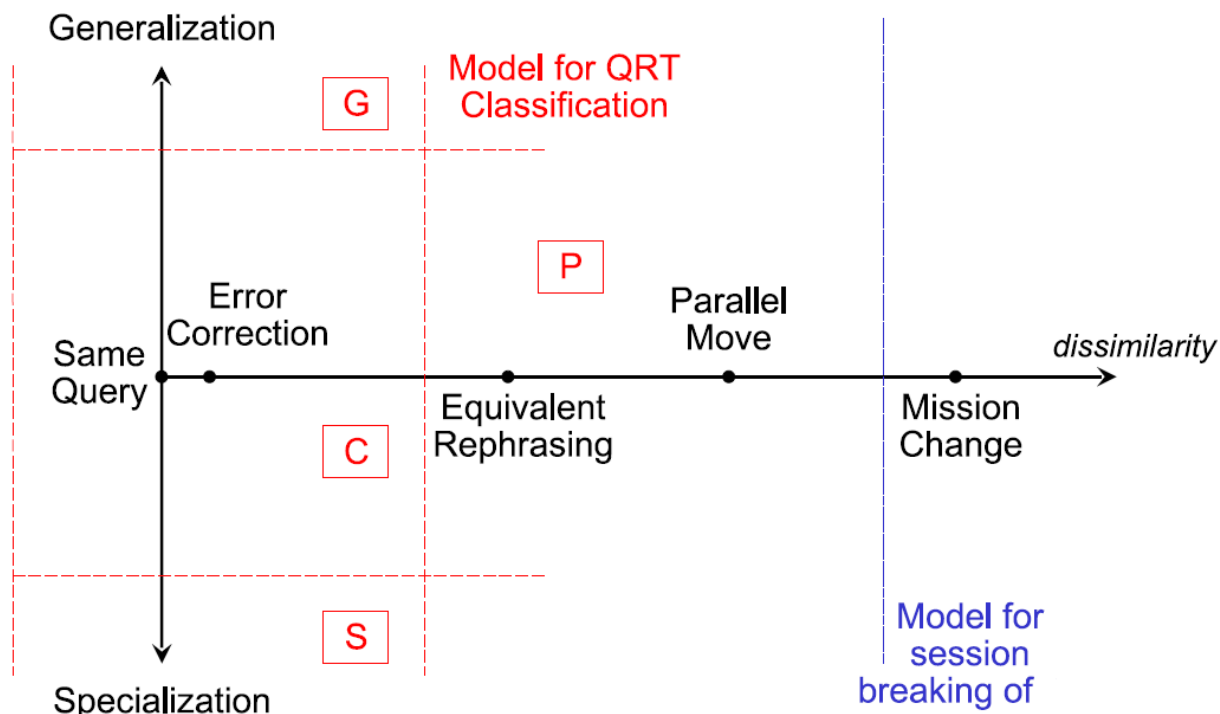 Generalization
G
Model for QRT
Classification
P
Error
Correction
Parallel
Move
dissimilarity
Same
Query
Equivalent
Rephrasing
Mission
Change
C
S
Model for
session
breaking of
Specialization